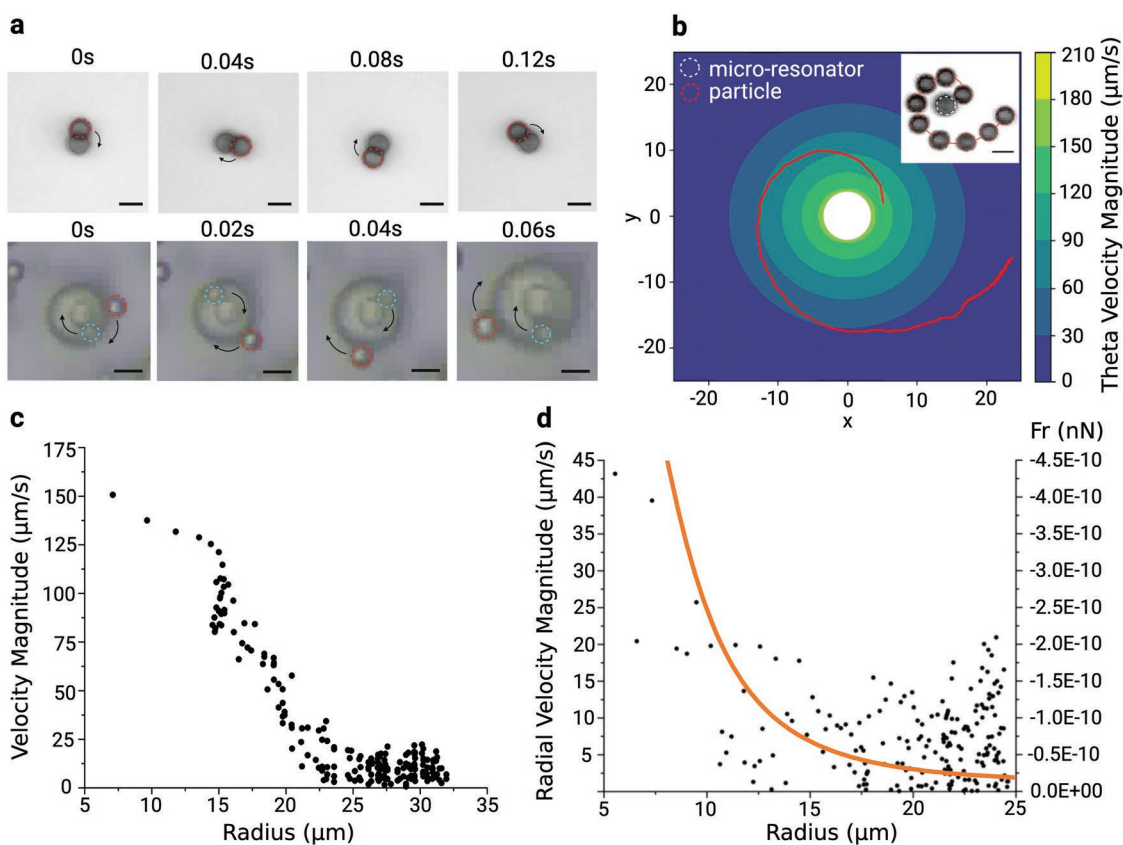 a
0s 0.04s 0.08s 0.12s
0s 0.02s 0.04s 0.06s
b
micro-resonator
particle
20
10
0
-10
-20
y
-20 -10 0 10 20
x
210
180
150
120
90
60
30
0
Theta Velocity Magnitude (µm/s)
c
175
150
125
100
75
50
25
0
Velocity Magnitude (µm/s)
5 10 15 20 25 30 35
Radius (µm)
d
Fr (nN)
45 -4.5E-10
40 -4.0E-10
35 -3.5E-10
30 -3.0E-10
25 -2.5E-10
20 -2.0E-10
15 -1.5E-10
10 -1.0E-10
5 -0.5E-10
0.0E+00
Radial Velocity Magnitude (µm/s)
5 10 15 20 25
Radius (µm)